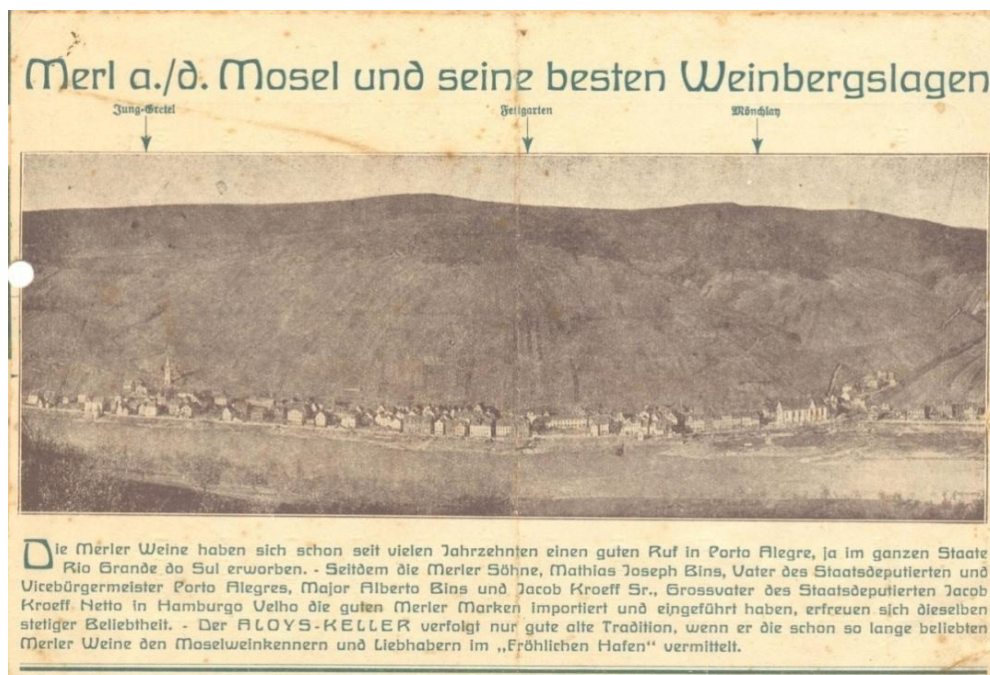 Merl a./d. Mosel und seine besten Weinbergslagen
Jung-Gretel Fettgarten Mönchlay
Die Merler Weine haben sich schon seit vielen Jahrzehnten einen guten Ruf in Porto Alegre, ja im ganzen Staate
Rio Grande do Sul erworben. - Seitdem die Merler Söhne, Mathias Joseph Bins, Vater des Staatsdeputierten und
Vicebürgermeister Porto Alegres, Major Alberto Bins und Jacob Kroeff Sr., Grossvater des Staatsdeputierten Jacob
Kroeff Netto in Hamburgo Velho die guten Merler Marken importiert und eingeführt haben, erfreuen sich dieselben
stetiger Beliebtheit. - Der ALOYS-KELLER verfolgt nur gute alte Tradition, wenn er die schon so lange beliebten
Merler Weine den Moselweinkennern und Liebhabern im „Fröhlichen Hafen“ vermittelt.